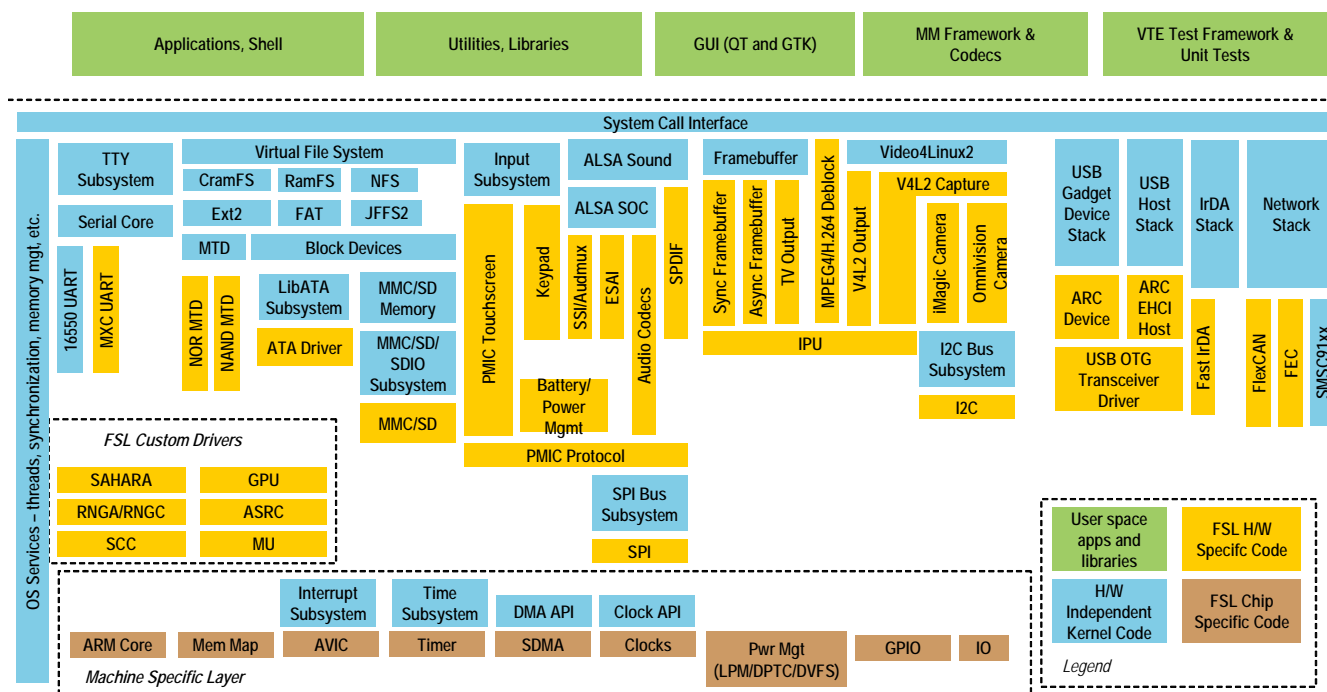 Applications, Shell
Utilities, Libraries
GUI (QT and GTK)
MM Framework &
Codecs
VTE Test Framework &
Unit Tests
System Call Interface
OS Services – threads, synchronization, memory mgt, etc.
TTY
Subsystem
Serial Core
16550 UART
MXC UART
Virtual File System
CramFS
RamFS
NFS
Ext2
FAT
JFFS2
MTD
Block Devices
NOR MTD
NAND MTD
LibATA
Subsystem
ATA Driver
MMC/SD
Memory
MMC/SD/
SDIO
Subsystem
MMC/SD
Input
Subsystem
PMIC Touchscreen
Keypad
Battery/
Power
Mgmt
ALSA Sound
ALSA SOC
SSI/Audmux
ESAI
Audio Codecs
SPDIF
PMIC Protocol
SPI Bus
Subsystem
SPI
Framebuffer
Sync Framebuffer
Async Framebuffer
TV Output
MPEG4/H.264 Deblock
Video4Linux2
V4L2 Output
V4L2 Capture
iMagic Camera
Omnivision
Camera
IPU
I2C Bus
Subsystem
I2C
USB
Gadget
Device
Stack
USB
Host
Stack
IrDA
Stack
Network
Stack
ARC
Device
ARC
EHCI
Host
USB OTG
Transceiver
Driver
Fast IrDA
FlexCAN
FEC
SMSC91xx
FSL Custom Drivers
SAHARA
GPU
RNGA/RNGC
ASRC
SCC
MU
Interrupt
Subsystem
Time
Subsystem
DMA API
Clock API
ARM Core
Mem Map
AVIC
Timer
SDMA
Clocks
Pwr Mgt
(LPM/DPTC/DVFS)
GPIO
IO
Machine Specific Layer
User space
apps and
libraries
FSL H/W
Specifc Code
H/W
Independent
Kernel Code
FSL Chip
Specific Code
Legend